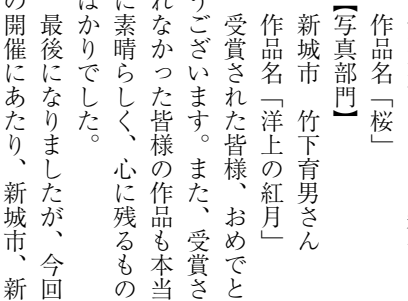 作品名「桜」
【写真部門】
新城市　竹下育男さん
作品名「洋上の紅月」
受賞された皆様、おめでと
うございます。また、受賞さ
れなかった皆様の作品も本当
に素晴らしく、心に残るもの
ばかりでした。
最後になりましたが、今回
の開催にあたり、新城市、新